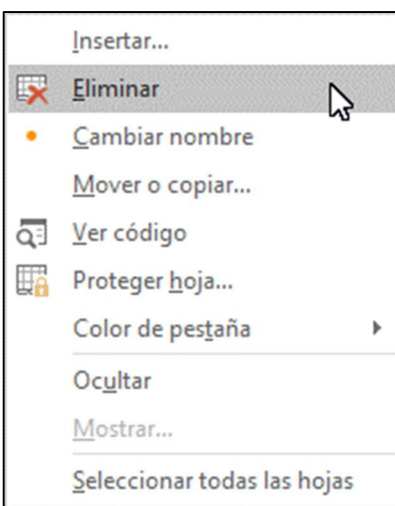 Insertar...
Eliminar
Cambiar nombre
Mover o copiar...
Ver código
Proteger hoja...
Color de pestaña
Ocultar
Mostrar...
Seleccionar todas las hojas